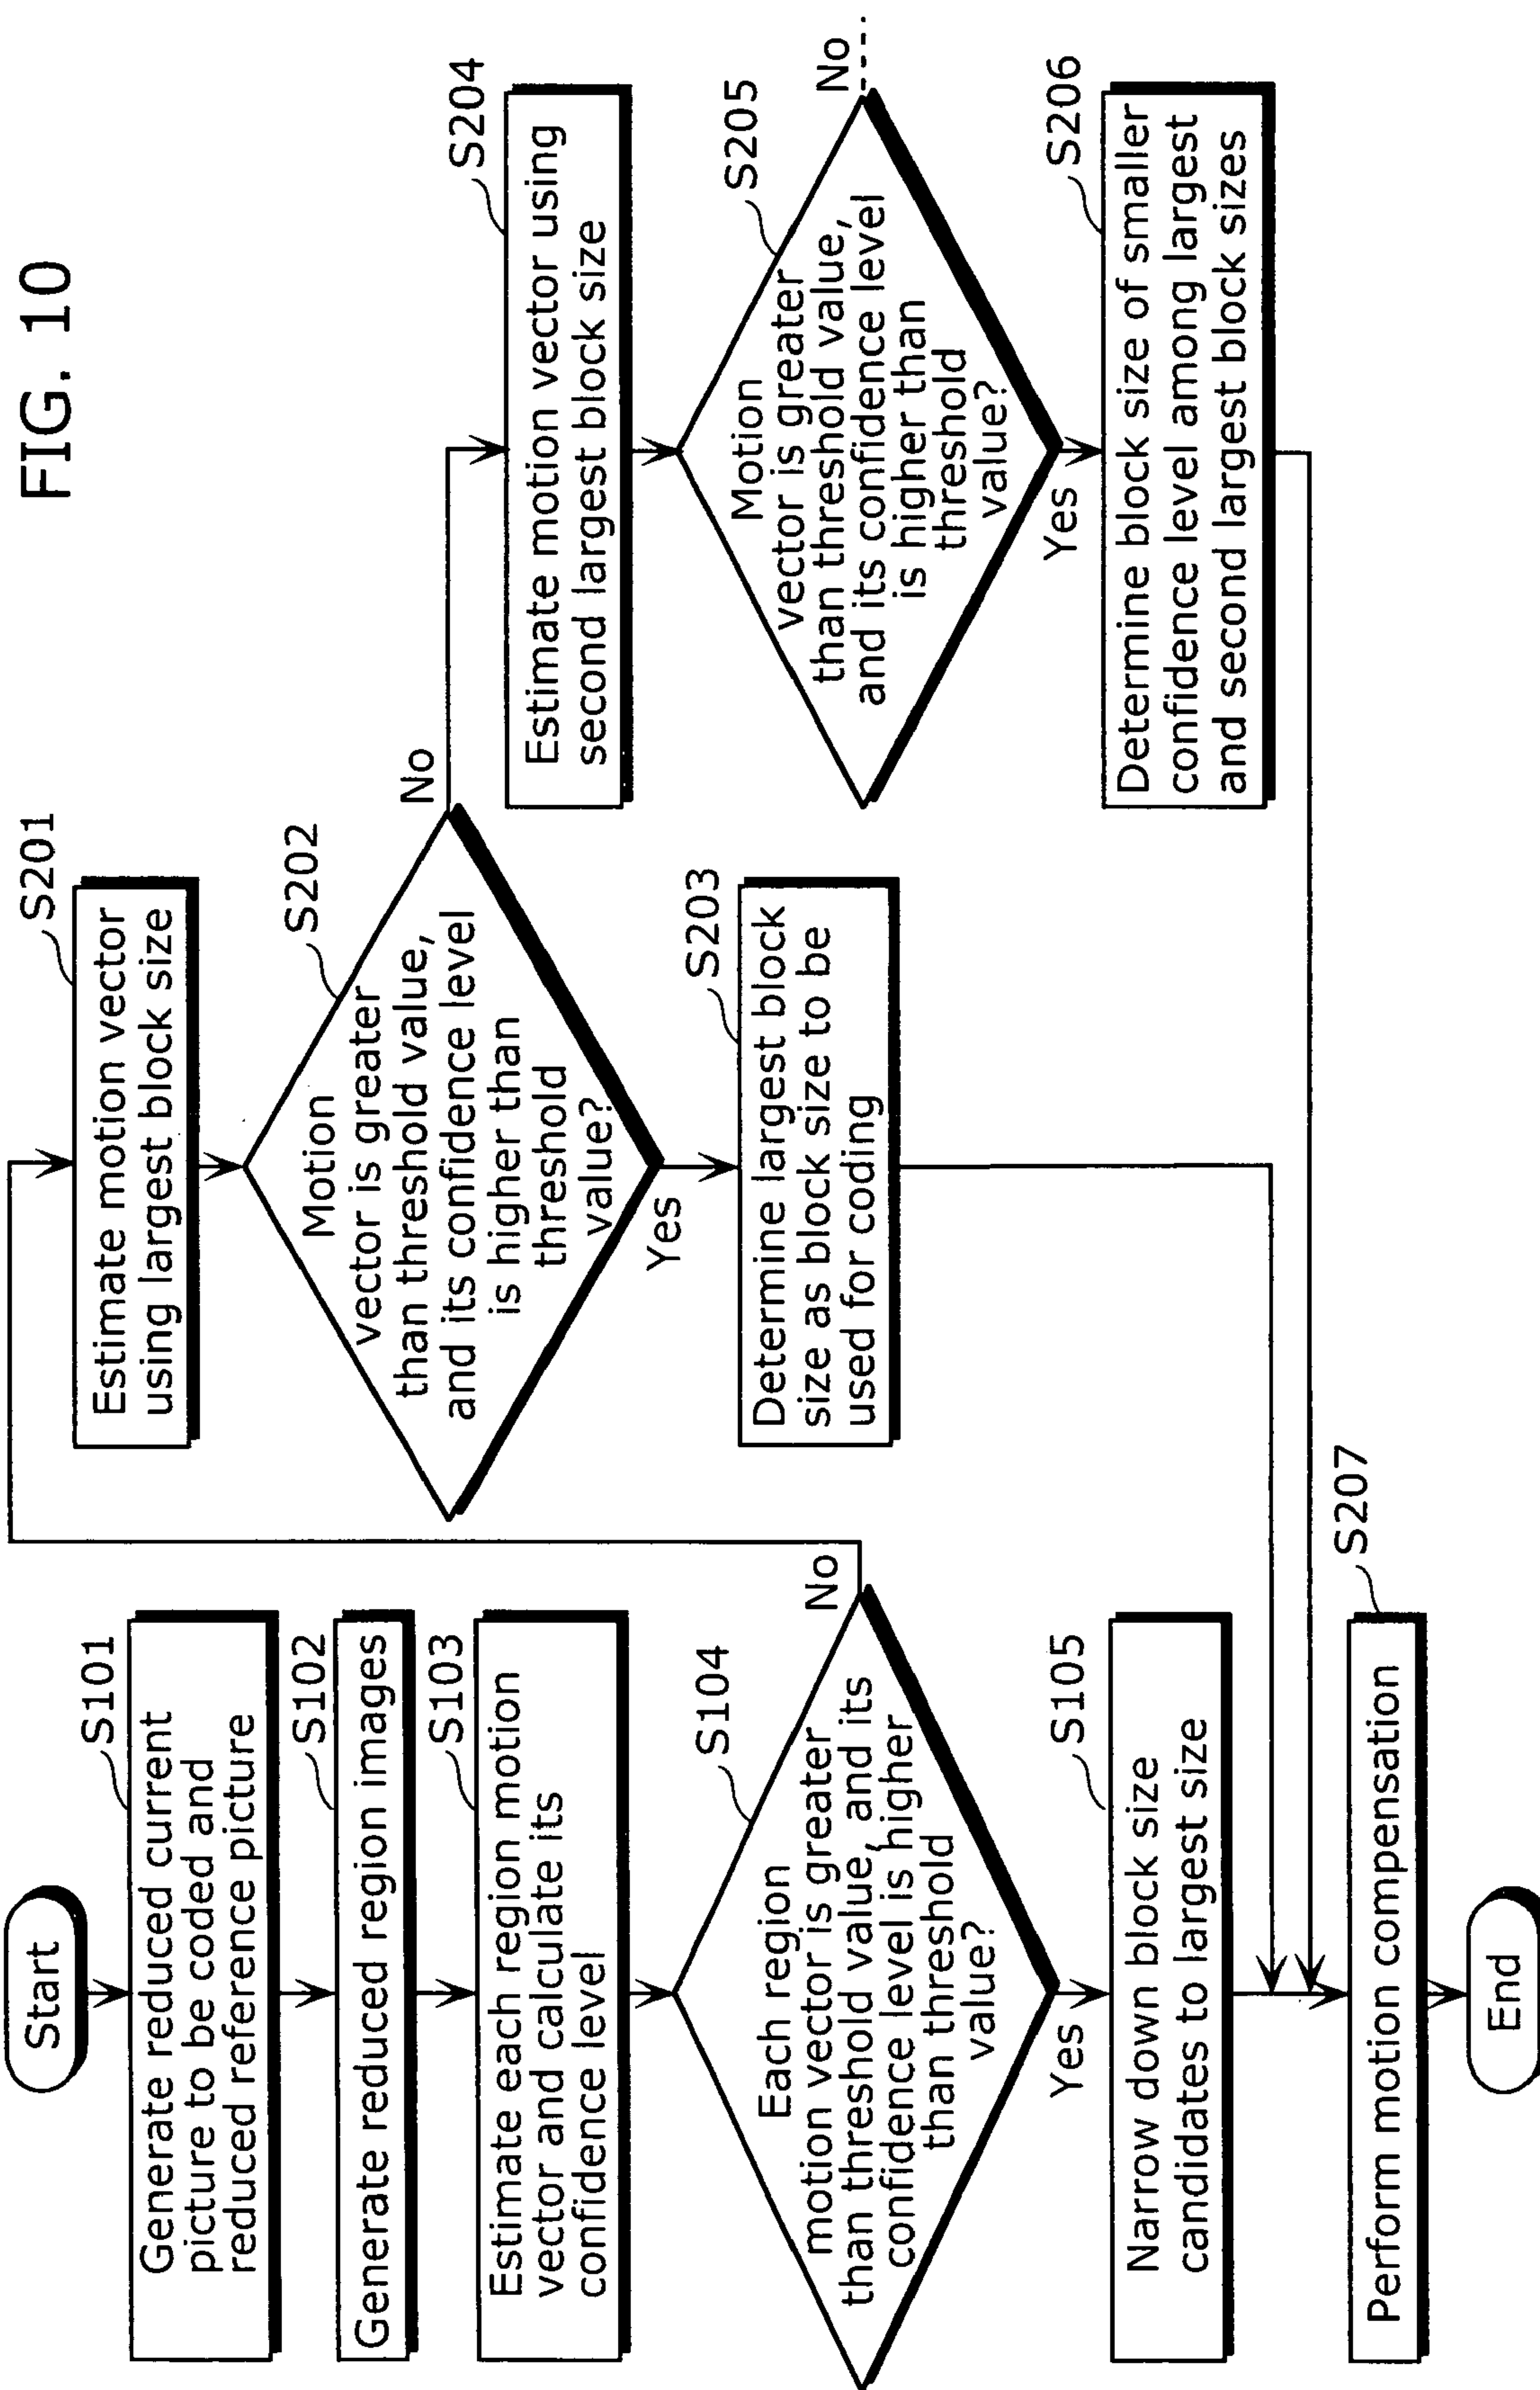 FIG. 10
Start
S101
Generate reduced current
picture to be coded and
reduced reference picture
S102
Generate reduced region images
S103
Estimate each region motion
vector and calculate its
confidence level
S104
Each region
motion vector is greater
than threshold value, and its
confidence level is higher
than threshold
value?
No
Yes
S105
Narrow down block size
candidates to largest size
S201
Estimate motion vector
using largest block size
S202
Motion
vector is greater
than threshold value,
and its confidence level
is higher than
threshold
value?
No
Yes
S203
Determine largest block
size as block size to be
used for coding
S204
Estimate motion vector using
second largest block size
S205
Motion
vector is greater
than threshold value,
and its confidence level
is higher than
threshold
value?
No
Yes
S206
Determine block size of smaller
confidence level among largest
and second largest block sizes
S207
Perform motion compensation
End